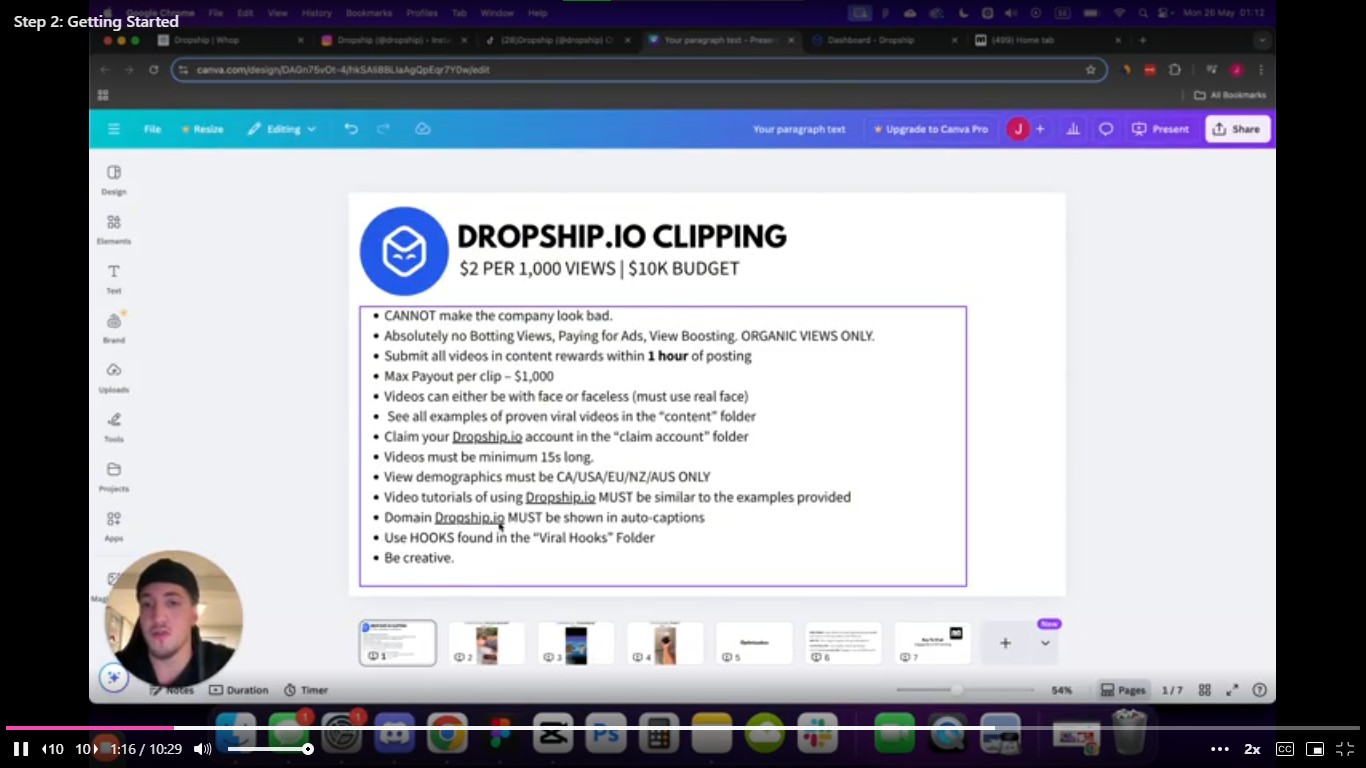 Step 2: Getting Started
Google Chrome File Edit View History Bookmarks Profiles Tab Window Help
Mon 26 May 01:12
Dropship | Whop
Dropship (@dropship) • Inst
(28)Dropship (@dropship)
Your paragraph text - Presen
Dashboard - Dropship
(499) Home tab
All Bookmarks
File Resize Editing
Your paragraph text
Upgrade to Canva Pro
J
Present
Share
Design
Elements
Text
Brand
Uploads
Tools
Projects
Apps
DROPSHIP.IO CLIPPING
$2 PER 1,000 VIEWS | $10K BUDGET
• CANNOT make the company look bad.
• Absolutely no Botting Views, Paying for Ads, View Boosting. ORGANIC VIEWS ONLY.
• Submit all videos in content rewards within 1 hour of posting
• Max Payout per clip – $1,000
• Videos can either be with face or faceless (must use real face)
• See all examples of proven viral videos in the “content” folder
• Claim your Dropship.io account in the “claim account” folder
• Videos must be minimum 15s long.
• View demographics must be CA/USA/EU/NZ/AUS ONLY
• Video tutorials of using Dropship.io MUST be similar to the examples provided
• Domain Dropship.io MUST be shown in auto-captions
• Use HOOKS found in the “Viral Hooks” Folder
• Be creative.
1
2
3
4
Optimization
5
6
7
New
Notes Duration Timer
54%
Pages
1 / 7
10 10 1:16 / 10:29
2x
CC